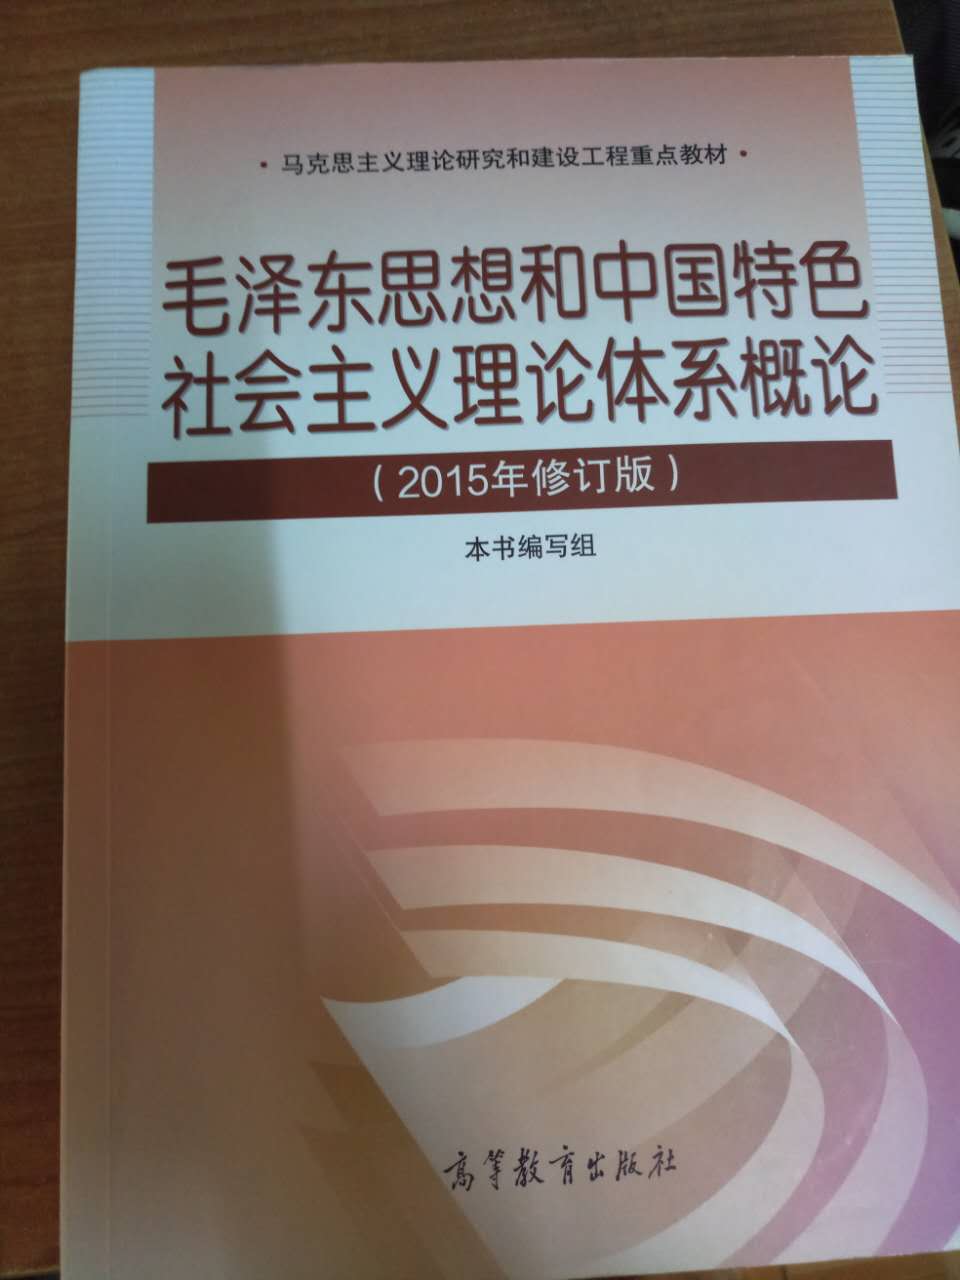 ·马克思主义理论研究和建设工程重点教材·
毛泽东思想和中国特色
社会主义理论体系概论
（2015年修订版）
本书编写组
高等教育出版社